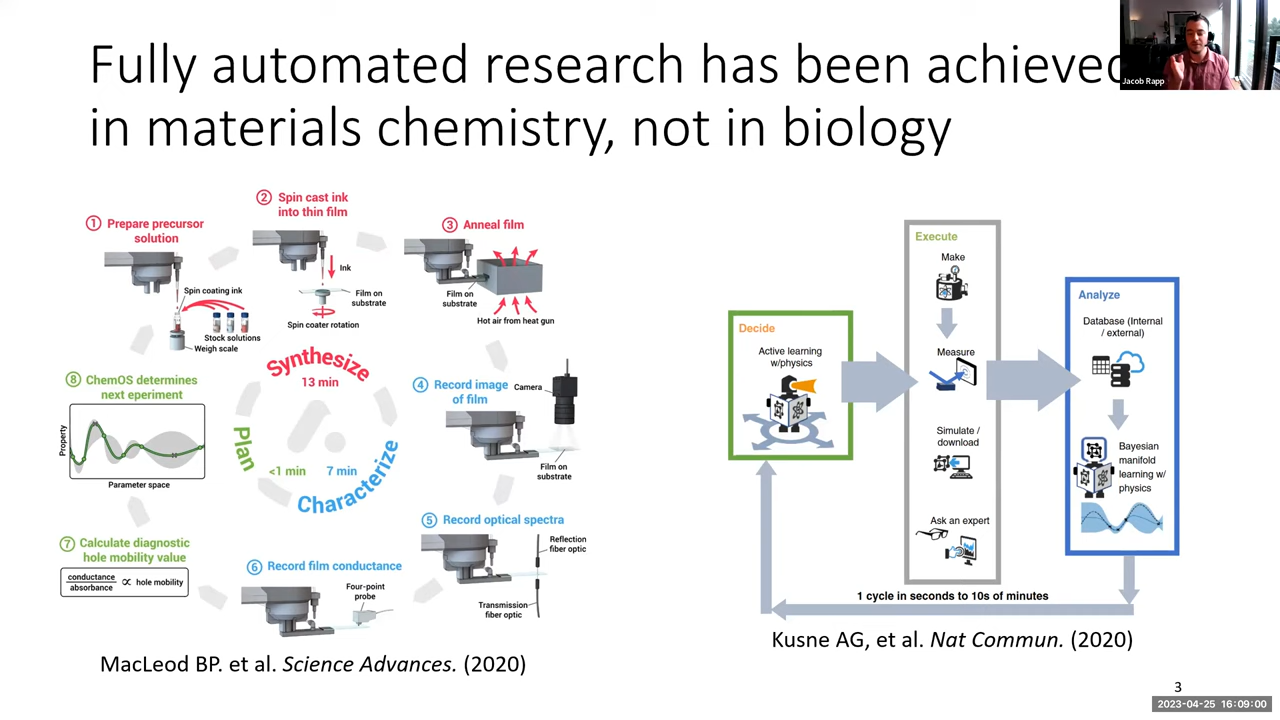 Fully automated research has been achieved
in materials chemistry, not in biology
Jacob Rapp
① Prepare precursor
solution
Spin coating ink
Stock solutions
Weigh scale
② Spin cast ink
into thin film
Ink
Film on
substrate
Spin coater rotation
③ Anneal film
Film on
substrate
Hot air from heat gun
④ Record image
of film
Camera
Film on
substrate
⑤ Record optical spectra
Reflection
fiber optic
Transmission
fiber optic
⑥ Record film conductance
Four-point
probe
⑦ Calculate diagnostic
hole mobility value
conductance
absorbance
∝ hole mobility
⑧ ChemOS determines
next eperiment
Property
Parameter space
Synthesize
13 min
Plan
<1 min
7 min
Characterize
MacLeod BP. et al. Science Advances. (2020)
Decide
Active learning
w/physics
Execute
Make
Measure
Simulate /
download
Ask an expert
Analyze
Database (Internal
/ external)
Bayesian
manifold
learning w/
physics
1 cycle in seconds to 10s of minutes
Kusne AG, et al. Nat Commun. (2020)
3
2023-04-25 16:09:00